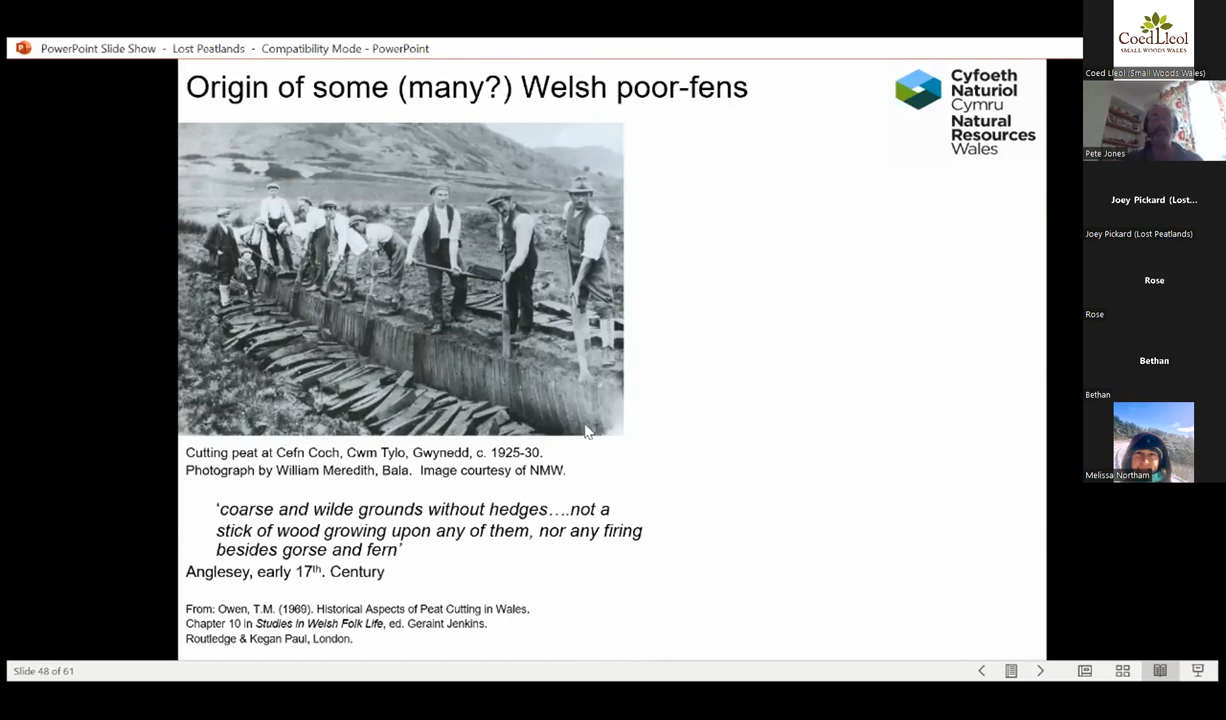 PowerPoint Slide Show - Lost Peatlands - Compatibility Mode - PowerPoint
Origin of some (many?) Welsh poor-fens
Cyfoeth
Naturiol
Cymru
Natural
Resources
Wales
Cutting peat at Cefn Coch, Cwm Tylo, Gwynedd, c. 1925-30.
Photograph by William Meredith, Bala. Image courtesy of NMW.
‘coarse and wilde grounds without hedges….not a
stick of wood growing upon any of them, nor any firing
besides gorse and fern’
Anglesey, early 17th. Century
From: Owen, T.M. (1969). Historical Aspects of Peat Cutting in Wales.
Chapter 10 in Studies in Welsh Folk Life, ed. Geraint Jenkins.
Routledge & Kegan Paul, London.
Slide 48 of 61
Coed Lleol
SMALL WOODS WALES
Coed Lleol (Small Woods Wales)
Pete Jones
Joey Pickard (Lost...
Joey Pickard (Lost Peatlands)
Rose
Rose
Bethan
Bethan
Melissa Northam